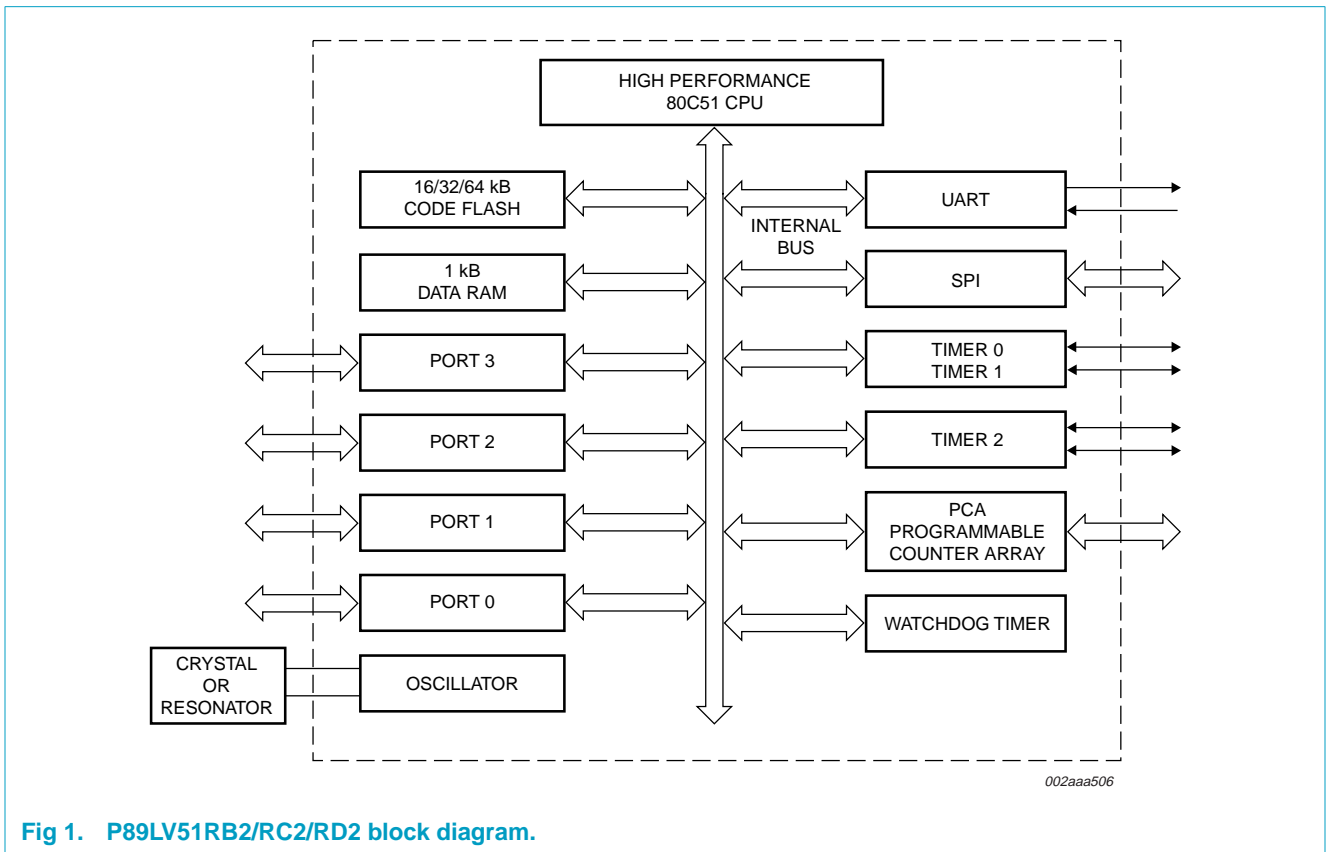 HIGH PERFORMANCE
80C51 CPU
16/32/64 kB
CODE FLASH
UART
INTERNAL
BUS
1 kB
DATA RAM
SPI
PORT 3
TIMER 0
TIMER 1
PORT 2
TIMER 2
PORT 1
PCA
PROGRAMMABLE
COUNTER ARRAY
PORT 0
WATCHDOG TIMER
CRYSTAL
OR
RESONATOR
OSCILLATOR
002aaa506
Fig 1. P89LV51RB2/RC2/RD2 block diagram.